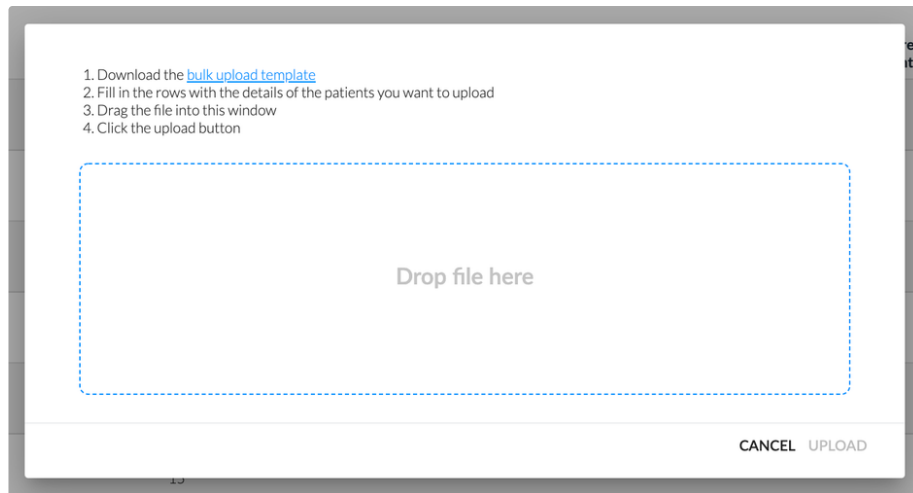 1. Download the bulk upload template
2. Fill in the rows with the details of the patients you want to upload
3. Drag the file into this window
4. Click the upload button
Drop file here
CANCEL UPLOAD